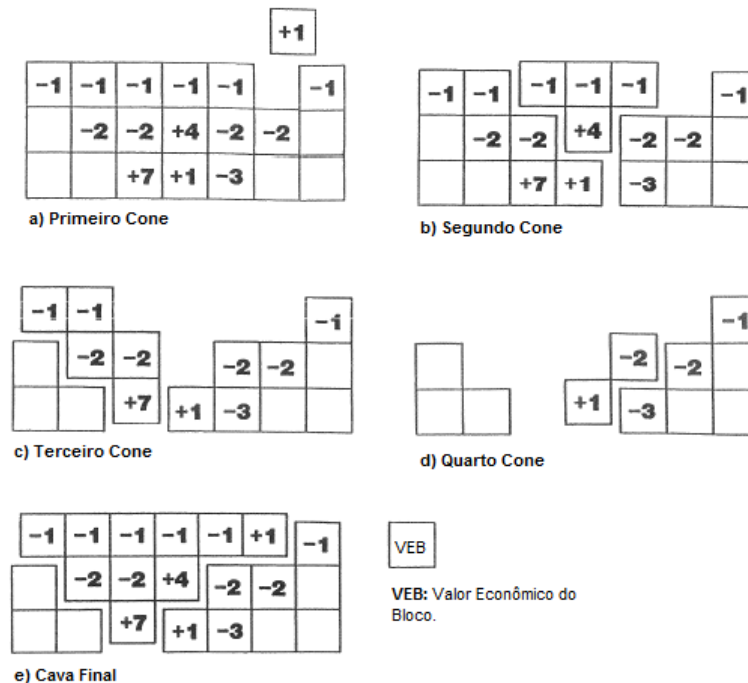 +1
−1 −1 −1 −1 −1 −1
−2 −2 +4 −2 −2
+7 +1 −3
a) Primeiro Cone
−1 −1 −1 −1 −1 −1
−2 −2 +4 −2 −2
+7 +1 −3
b) Segundo Cone
−1 −1 −1
−2 −2 −2 −2
+7 +1 −3
c) Terceiro Cone
−1
−2 −2
+1 −3
d) Quarto Cone
−1 −1 −1 −1 −1 +1 −1
−2 −2 +4 −2 −2
+7 +1 −3
e) Cava Final
VEB
VEB: Valor Econômico do
Bloco.